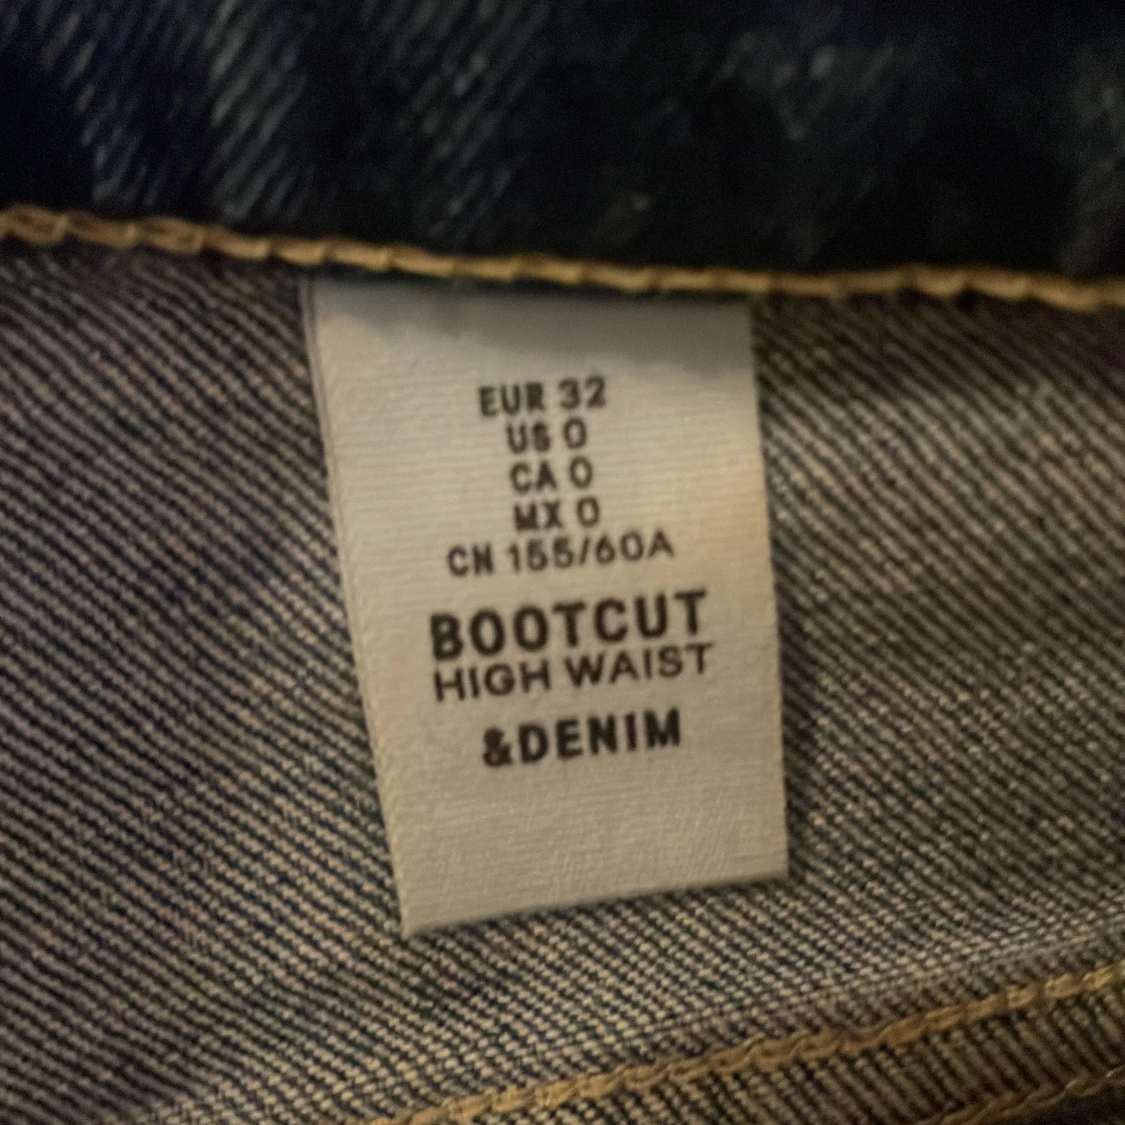 EUR 32
US 0
CA 0
MX 0
CN 155/60A
BOOTCUT
HIGH WAIST
&DENIM